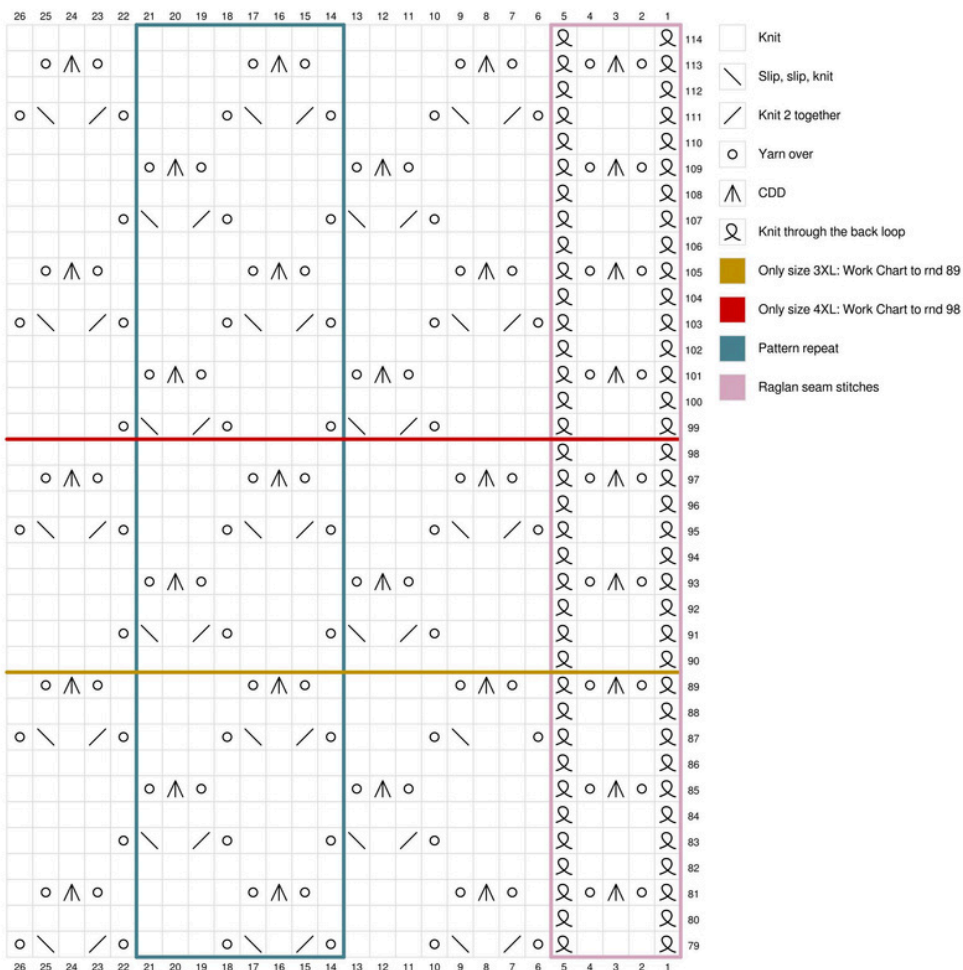 26 25 24 23 22 21 20 19 18 17 16 15 14 13 12 11 10 9 8 7 6 5 4 3 2 1
114 Knit
113
Slip, slip, knit
112
111 Knit 2 together
110
Yarn over
109
108 CDD
107
Knit through the back loop
106
105 Only size 3XL: Work Chart to rnd 89
104
Only size 4XL: Work Chart to rnd 98
103
102 Pattern repeat
101
Raglan seam stitches
100
99
98
97
96
95
94
93
92
91
90
89
88
87
86
85
84
83
82
81
80
79
26 25 24 23 22 21 20 19 18 17 16 15 14 13 12 11 10 9 8 7 6 5 4 3 2 1